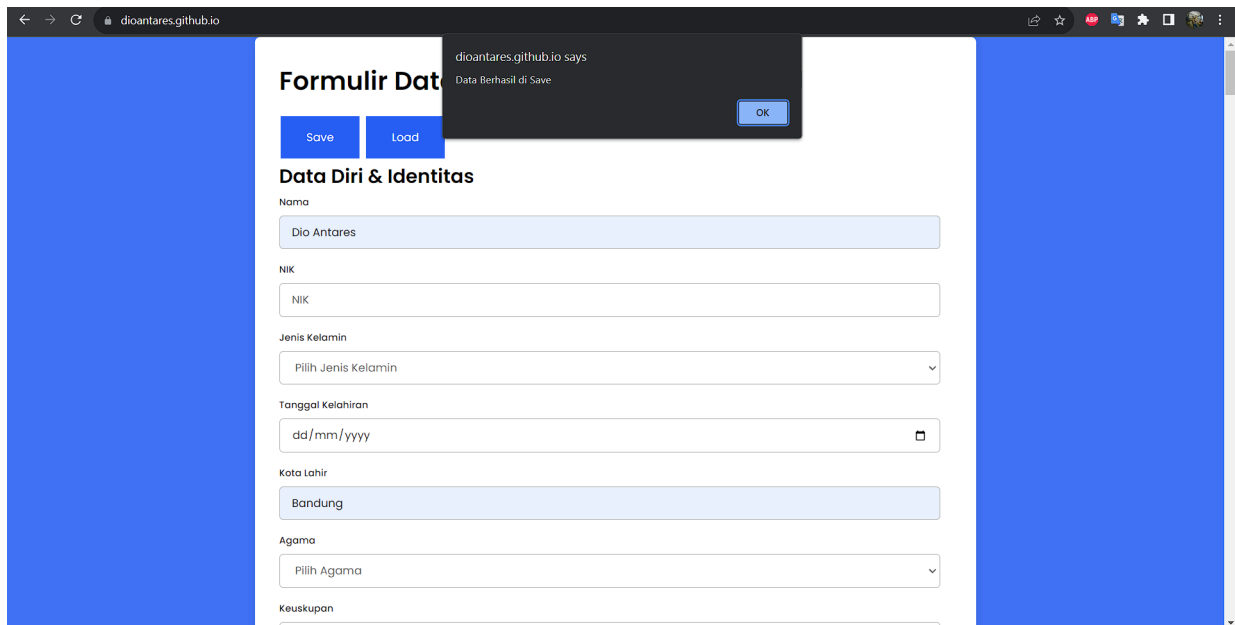 dioantares.github.io
ABP
dioantares.github.io says
Data Berhasil di Save
OK
Formulir Dat
Save
Load
Data Diri & Identitas
Nama
Dio Antares
NIK
NIK
Jenis Kelamin
Pilih Jenis Kelamin
Tanggal Kelahiran
dd/mm/yyyy
Kota Lahir
Bandung
Agama
Pilih Agama
Keuskupan